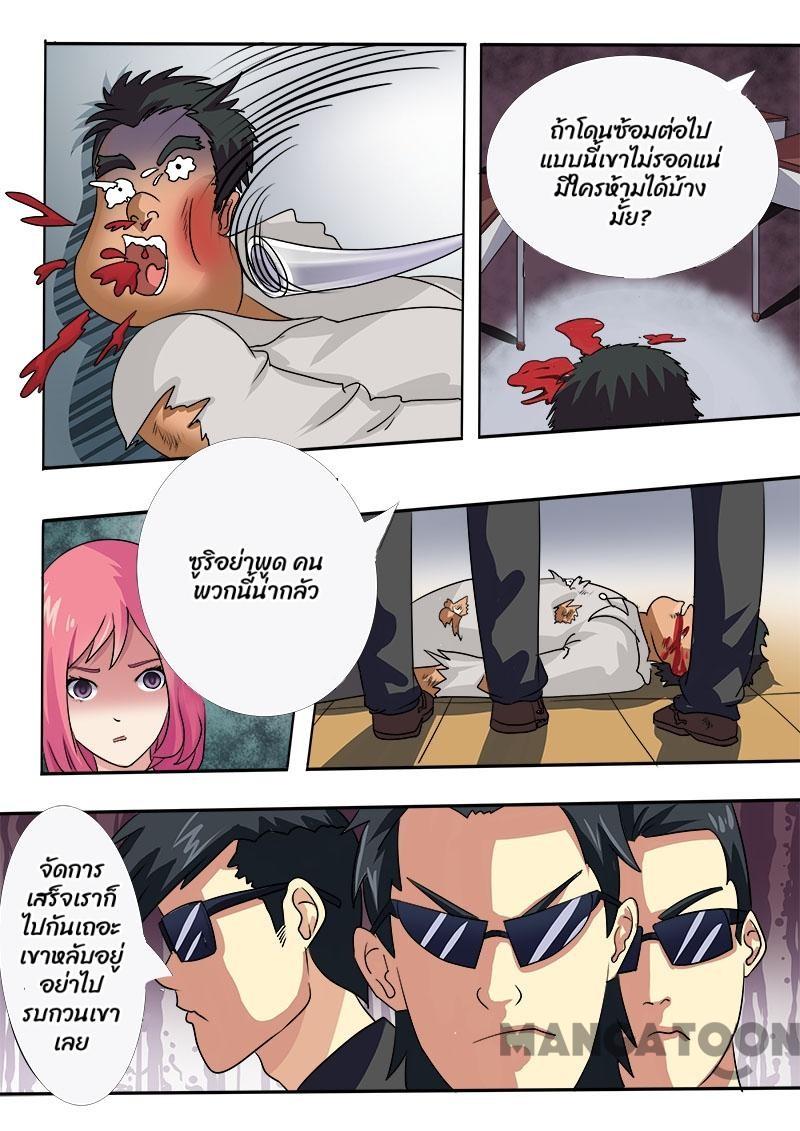 ถ้าโดนซ้อมต่อไป
แบบนี้เขาไม่รอดแน่
มีใครห้ามได้บ้าง
มั้ย?
ซูริอย่าพูด คน
พวกนี้น่ากลัว
จัดการ
เสร็จเราก็
ไปกันเถอะ
เขาหลับอยู่
อย่าไป
รบกวนเขา
เลย
MANGATOON